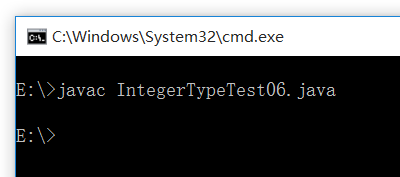 C:\Windows\System32\cmd.exe
E:\>javac IntegerTypeTest06.java
E:\>